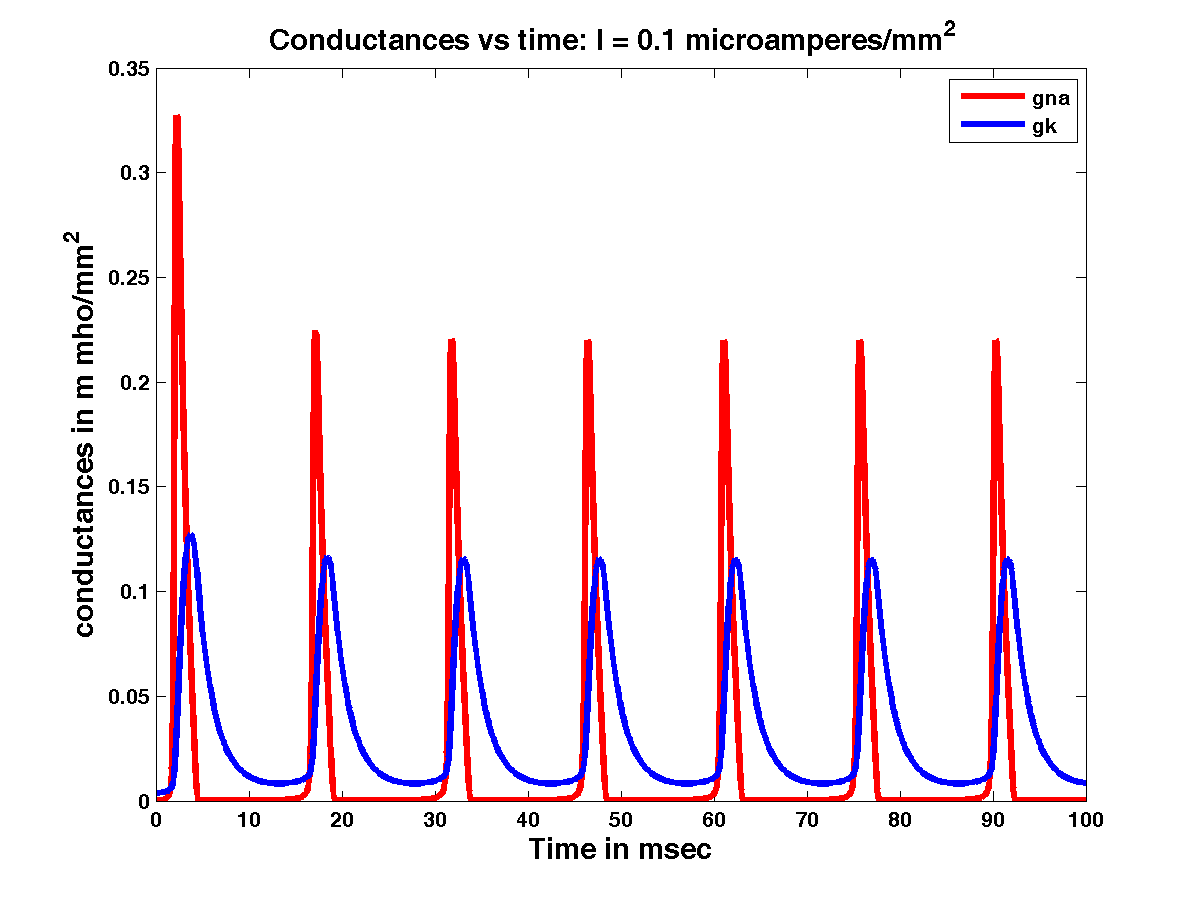 Conductances vs time: I = 0.1 microamperes/mm²
gna
gk
conductances in m mho/mm²
0.35
0.3
0.25
0.2
0.15
0.1
0.05
0
0 10 20 30 40 50 60 70 80 90 100
Time in msec